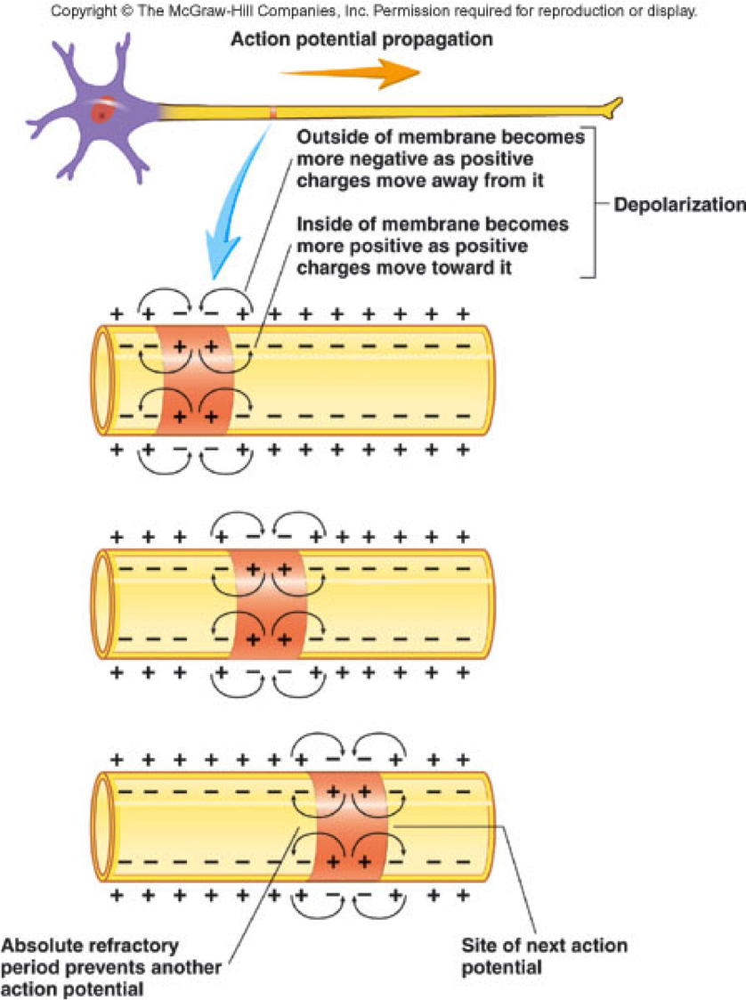 Copyright © The McGraw-Hill Companies, Inc. Permission required for reproduction or display.
Action potential propagation
Outside of membrane becomes
more negative as positive
charges move away from it
Depolarization
Inside of membrane becomes
more positive as positive
charges move toward it
+ + – – + + + + + + + +
– – + + – – – – – – – –
– – + + – – – – – – – –
+ + – – + + + + + + + +
+ + + + – – + + + + + +
– – – – + + – – – – – –
– – – – + + – – – – – –
+ + + + – – + + + + + +
+ + + + + + + – – + + +
– – – – – – – + + – – –
– – – – – – – + + – – –
+ + + + + + + – – + + +
Absolute refractory
period prevents another
action potential
Site of next action
potential